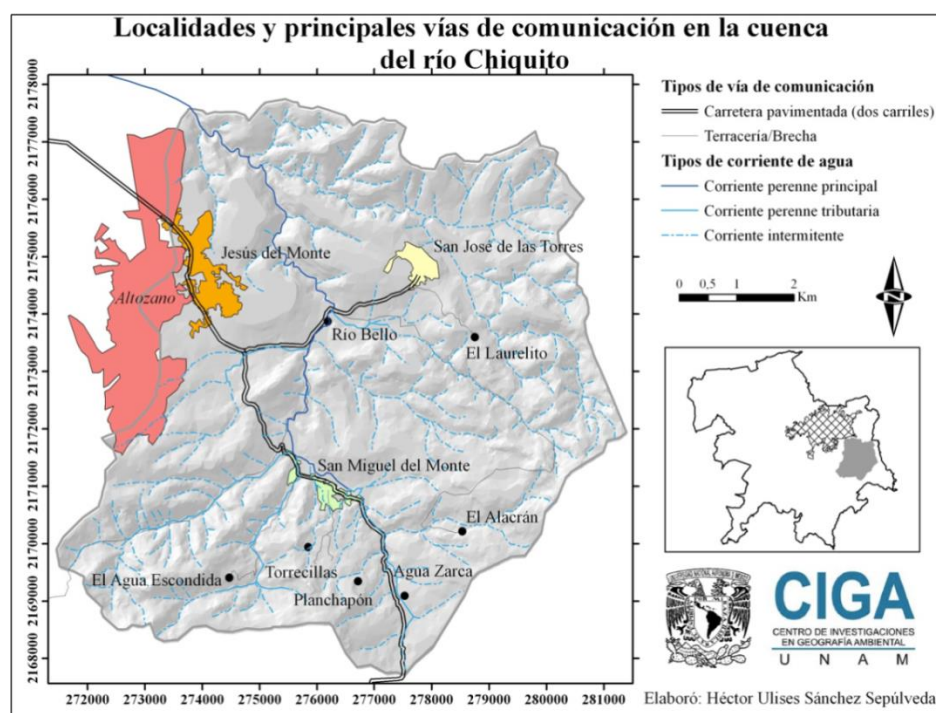 Localidades y principales vías de comunicación en la cuenca
del río Chiquito
2178000
2177000
2176000
2175000
2174000
2173000
2172000
2171000
2170000
2169000
2168000
Jesús del Monte
San José de las Torres
Altozano
Rio Bello
El Laurelito
San Miguel del Monte
El Alacrán
Torrecillas
Agua Zarca
El Agua Escondida
Planchapón
272000 273000 274000 275000 276000 277000 278000 279000 280000 281000
Tipos de vía de comunicación
Carretera pavimentada (dos carriles)
Terracería/Brecha
Tipos de corriente de agua
Corriente perenne principal
Corriente perenne tributaria
Corriente intermitente
0 0,5 1 2
Km
N
CIGA
CENTRO DE INVESTIGACIONES
EN GEOGRAFÍA AMBIENTAL
U N A M
Elaboró: Héctor Ulises Sánchez Sepúlveda